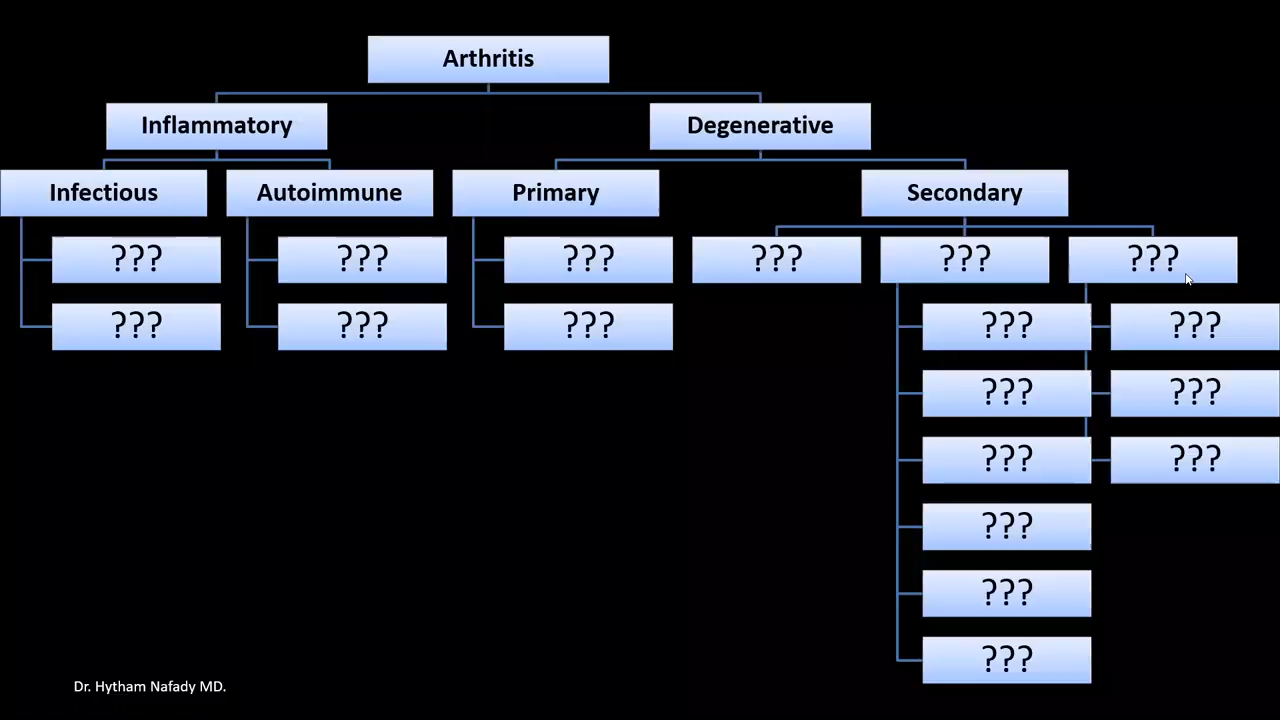 Arthritis
Inflammatory Degenerative
Infectious Autoimmune Primary Secondary
??? ??? ??? ??? ??? ???
??? ??? ??? ??? ???
??? ???
??? ???
???
???
???
Dr. Hytham Nafady MD.